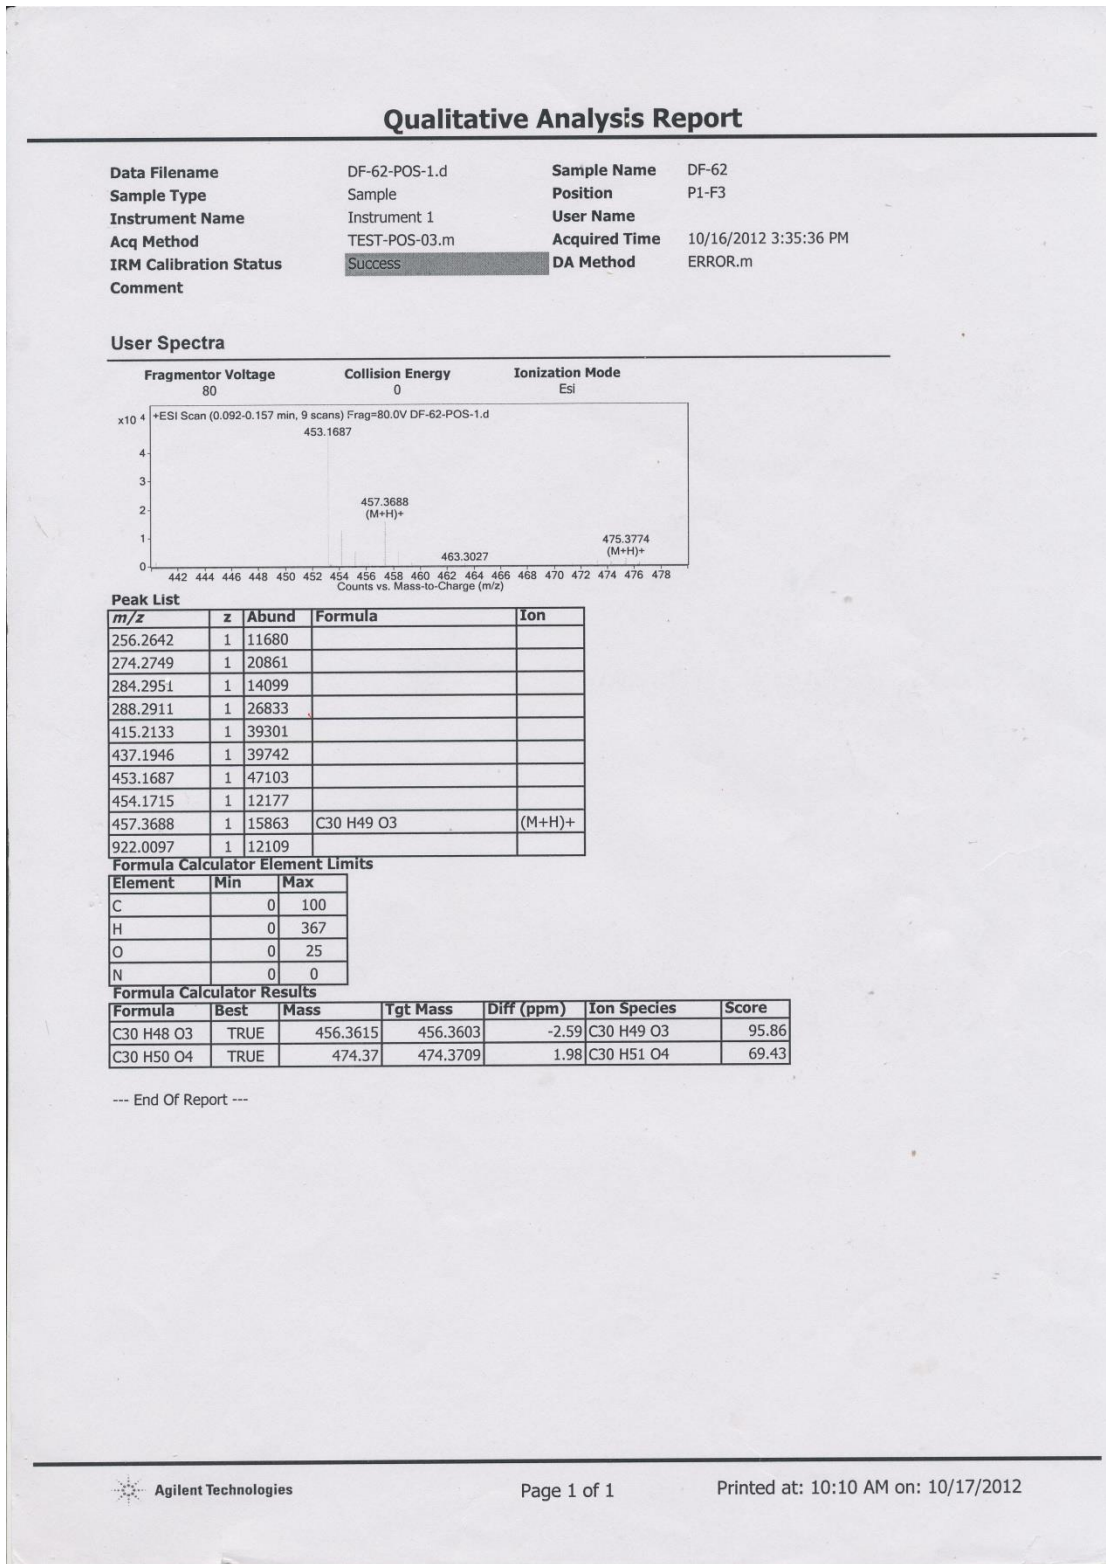 Qualitative Analysis Report
Data Filename DF-62-POS-1.d Sample Name DF-62
Sample Type Sample Position P1-F3
Instrument Name Instrument 1 User Name
Acq Method TEST-POS-03.m Acquired Time 10/16/2012 3:35:36 PM
IRM Calibration Status Success DA Method ERROR.m
Comment
User Spectra
Fragmentor Voltage Collision Energy Ionization Mode
80 0 Esi
x10 4 +ESI Scan (0.092-0.157 min, 9 scans) Frag=80.0V DF-62-POS-1.d
453.1687
4
3
457.3688
2
(M+H)+
1
475.3774
(M+H)+
463.3027
0
442 444 446 448 450 452 454 456 458 460 462 464 466 468 470 472 474 476 478
Counts vs. Mass-to-Charge (m/z)
Peak List
m/z z Abund Formula Ion
256.2642 1 11680
274.2749 1 20861
284.2951 1 14099
288.2911 1 26833
415.2133 1 39301
437.1946 1 39742
453.1687 1 47103
454.1715 1 12177
457.3688 1 15863 C30 H49 O3 (M+H)+
922.0097 1 12109
Formula Calculator Element Limits
Element Min Max
C 0 100
H 0 367
O 0 25
N 0 0
Formula Calculator Results
Formula Best Mass Tgt Mass Diff (ppm) Ion Species Score
C30 H48 O3 TRUE 456.3615 456.3603 -2.59 C30 H49 O3 95.86
C30 H50 O4 TRUE 474.37 474.3709 1.98 C30 H51 O4 69.43
--- End Of Report ---
Agilent Technologies Page 1 of 1 Printed at: 10:10 AM on: 10/17/2012